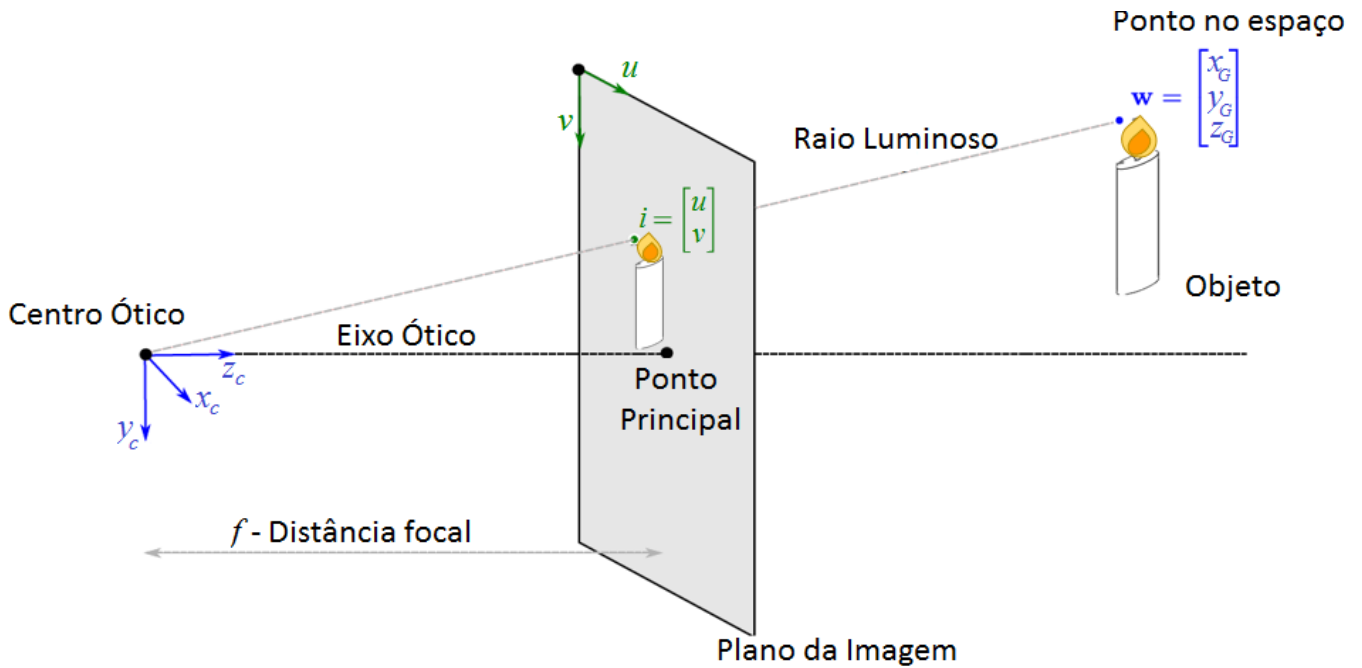 Ponto no espaço
u
w = [x_G y_G z_G]
v
Raio Luminoso
i = [u v]
Objeto
Centro Ótico
Eixo Ótico
z_c
Ponto
Principal
x_c
y_c
f - Distância focal
Plano da Imagem